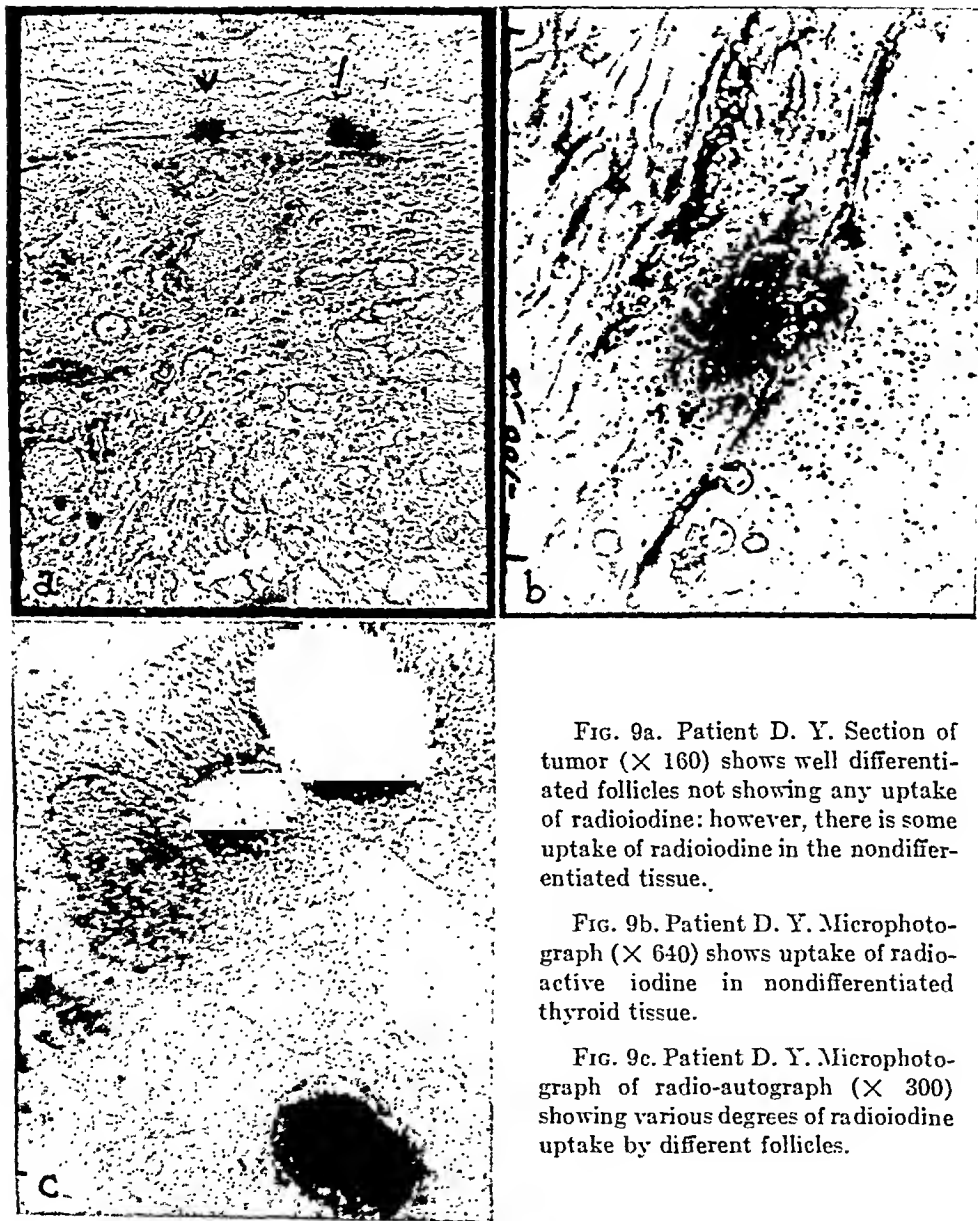 a
b
c
FIG. 9a. Patient D. Y. Section of
tumor (× 160) shows well differenti-
ated follicles not showing any uptake
of radioiodine: however, there is some
uptake of radioiodine in the nondiffer-
entiated tissue.
FIG. 9b. Patient D. Y. Microphoto-
graph (× 640) shows uptake of radio-
active iodine in nondifferentiated
thyroid tissue.
FIG. 9c. Patient D. Y. Microphoto-
graph of radio-autograph (× 300)
showing various degrees of radioiodine
uptake by different follicles.